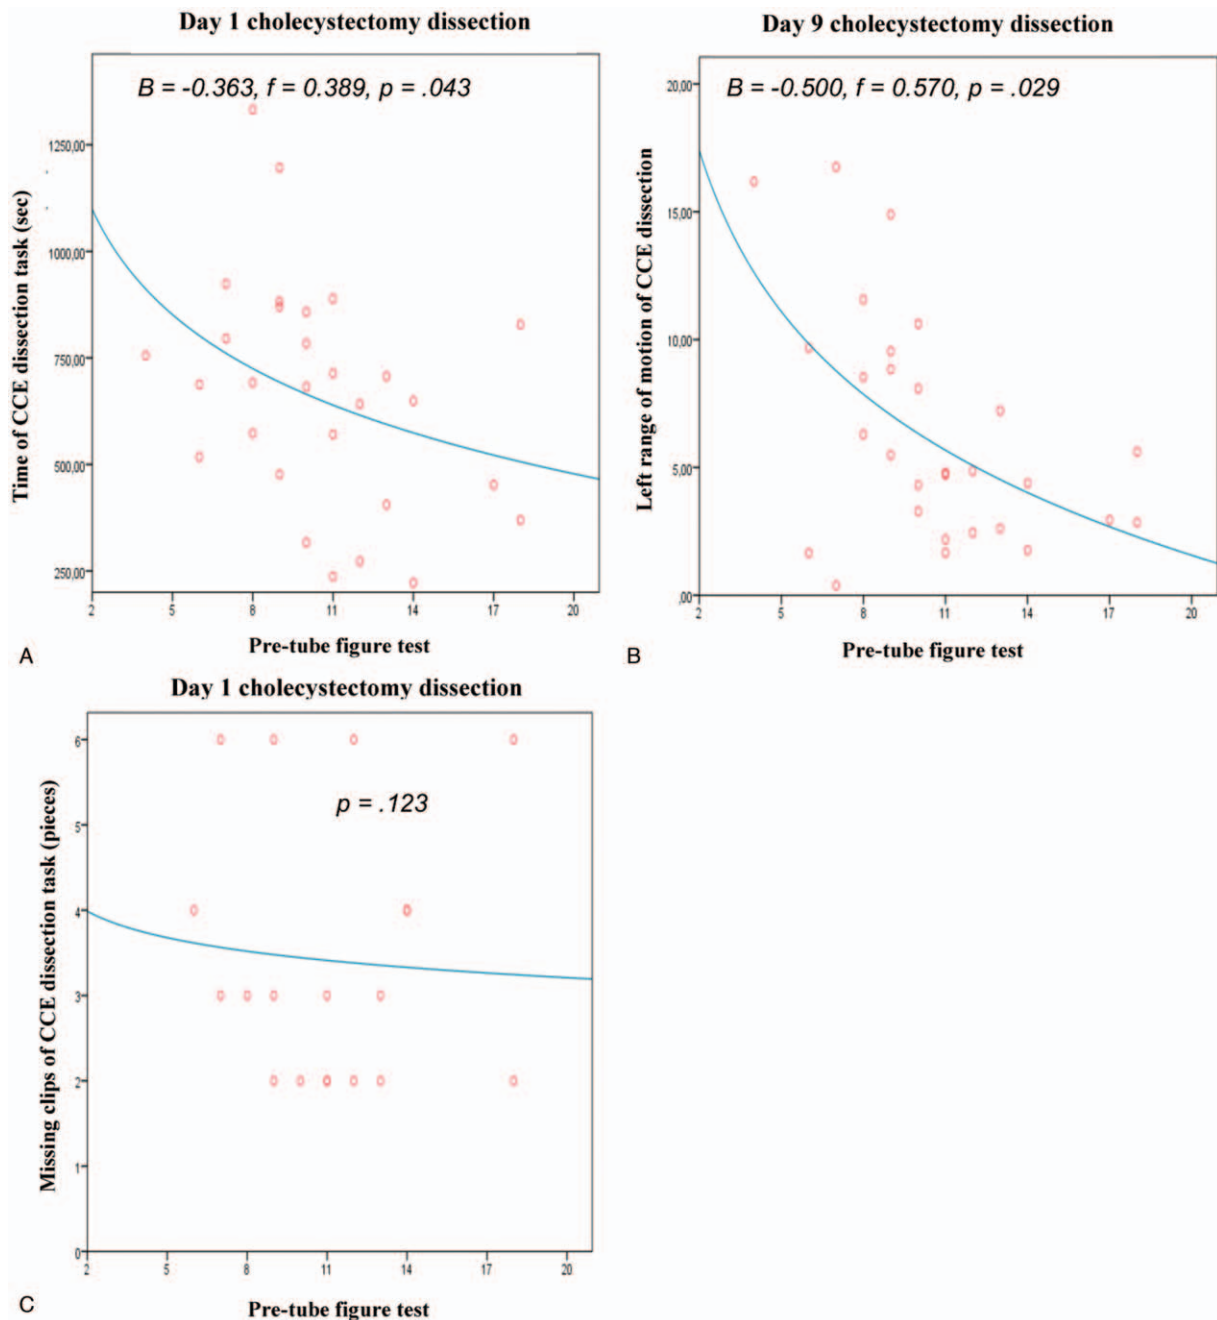 Day 1 cholecystectomy dissection
B = -0.363, f = 0.389, p = .043
Time of CCE dissection task (sec)
1250,00
1000,00
750,00
500,00
250,00
2 5 8 11 14 17 20
Pre-tube figure test
A
Day 9 cholecystectomy dissection
B = -0.500, f = 0.570, p = .029
Left range of motion of CCE dissection
20,00
15,00
10,00
5,00
,00
2 5 8 11 14 17 20
Pre-tube figure test
B
Day 1 cholecystectomy dissection
p = .123
Missing clips of CCE dissection task (pieces)
6
5
4
3
2
1
0
2 5 8 11 14 17 20
Pre-tube figure test
C